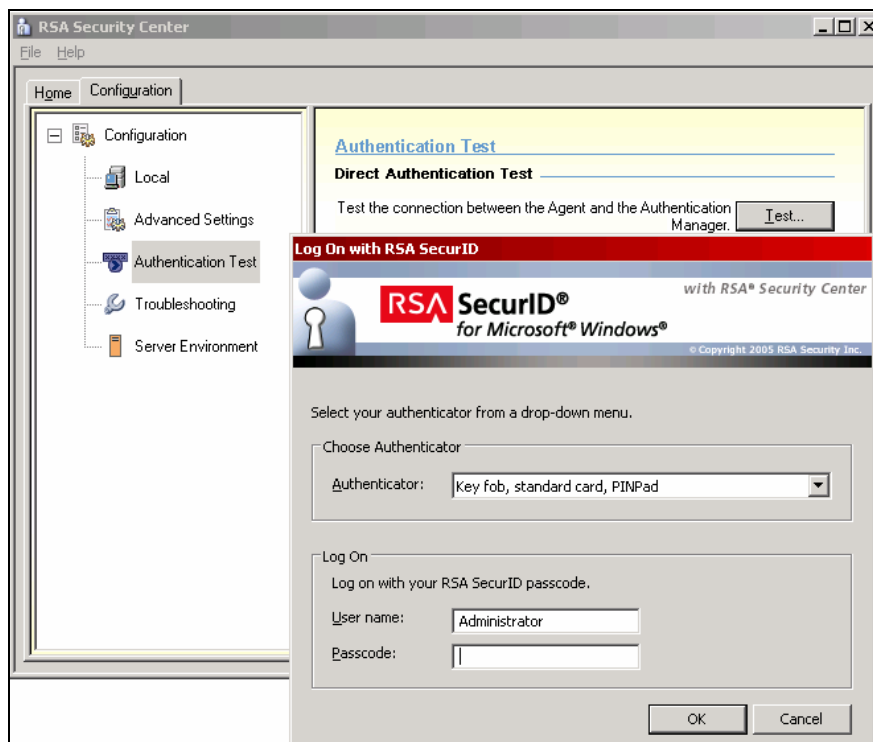 RSA Security Center
File Help
Home Configuration
Configuration
Local
Advanced Settings
Authentication Test
Troubleshooting
Server Environment
Authentication Test
Direct Authentication Test
Test the connection between the Agent and the Authentication
Manager.
Test...
Log On with RSA SecurID
with RSA® Security Center
RSA SecurID®
for Microsoft® Windows®
© Copyright 2005 RSA Security Inc.
Select your authenticator from a drop-down menu.
Choose Authenticator
Authenticator: Key fob, standard card, PINPad
Log On
Log on with your RSA SecurID passcode.
User name: Administrator
Passcode:
OK Cancel